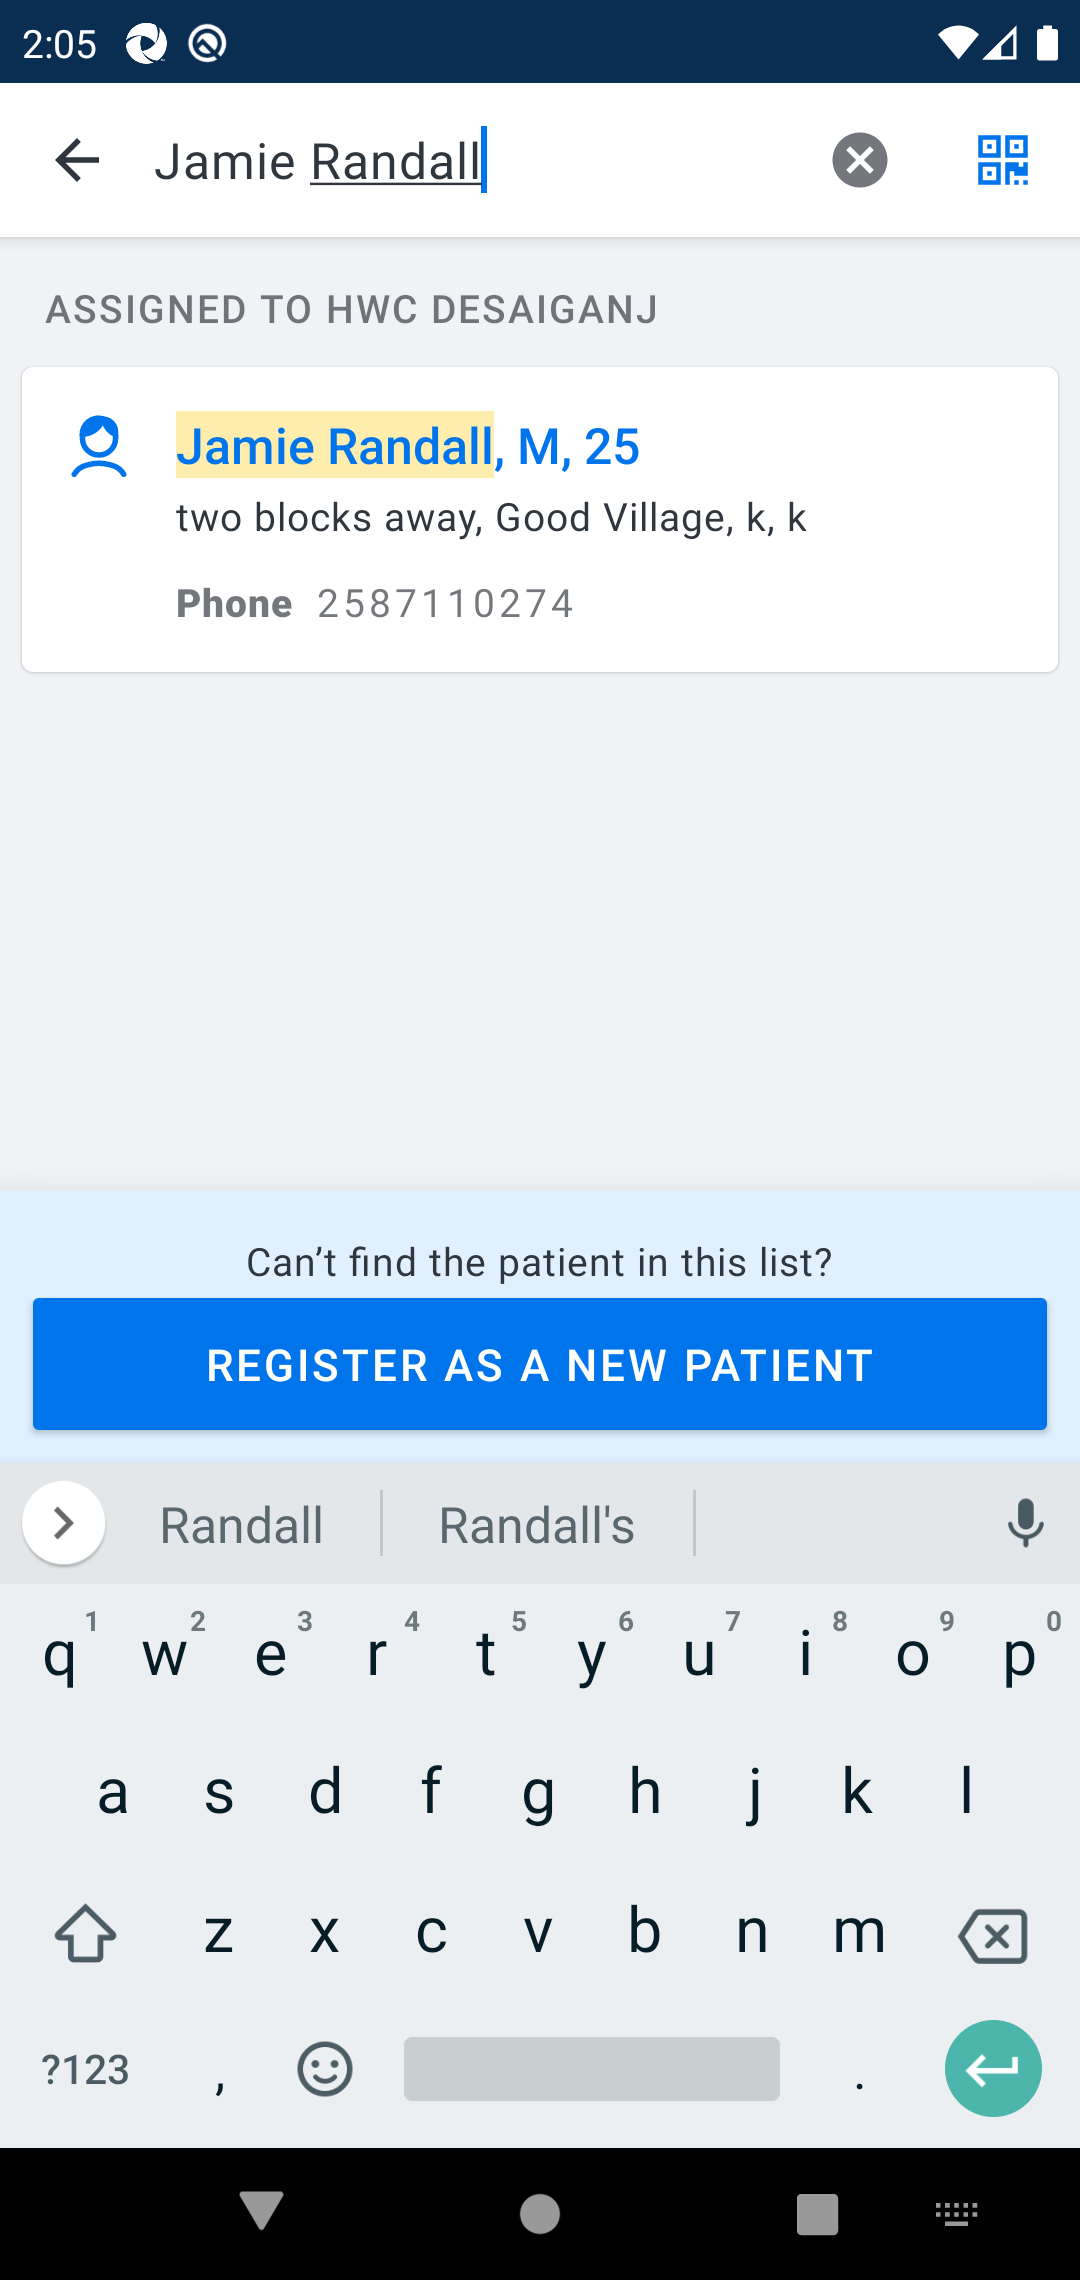 2:05
Jamie Randall
ASSIGNED TO HWC DESAIGANJ
Jamie Randall, M, 25
two blocks away, Good Village, k, k
Phone 2587110274
Can’t find the patient in this list?
REGISTER AS A NEW PATIENT
Randall Randall's
1 2 3 4 5 6 7 8 9 0
q w e r t y u i o p
a s d f g h j k l
z x c v b n m
?123 , .